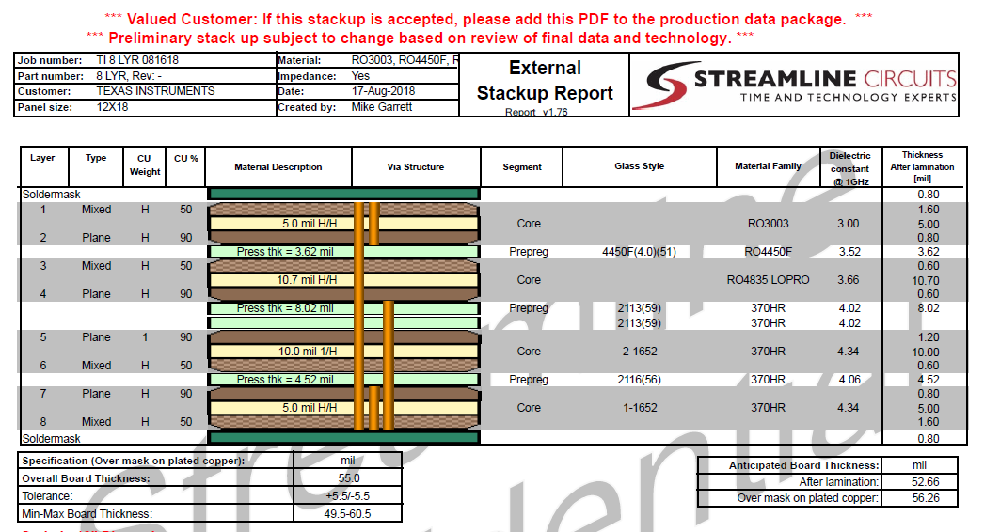 *** Valued Customer: If this stackup is accepted, please add this PDF to the production data package. ***
*** Preliminary stack up subject to change based on review of final data and technology. ***
Job number: TI 8 LYR 081618 Material: RO3003, RO4450F, R
Part number: 8 LYR, Rev: - Impedance: Yes
Customer: TEXAS INSTRUMENTS Date: 17-Aug-2018
Panel size: 12X18 Created by: Mike Garrett
External
Stackup Report
Report v1.76
STREAMLINE CIRCUITS
TIME AND TECHNOLOGY EXPERTS
Layer Type CU Weight CU % Material Description Via Structure Segment Glass Style Material Family Dielectric constant @ 1GHz Thickness After lamination [mil]
Soldermask 0.80
1 Mixed H 50 1.60
5.0 mil H/H Core RO3003 3.00 5.00
2 Plane H 90 0.80
Press thk = 3.62 mil Prepreg 4450F(4.0)(51) RO4450F 3.52 3.62
3 Mixed H 50 0.60
10.7 mil H/H Core RO4835 LOPRO 3.66 10.70
4 Plane H 90 0.60
Press thk = 8.02 mil Prepreg 2113(59) 370HR 4.02 8.02
2113(59) 370HR 4.02
5 Plane 1 90 1.20
10.0 mil 1/H Core 2-1652 370HR 4.34 10.00
6 Mixed H 50 0.60
Press thk = 4.52 mil Prepreg 2116(56) 370HR 4.06 4.52
7 Plane H 90 0.80
5.0 mil H/H Core 1-1652 370HR 4.34 5.00
8 Mixed H 50 1.60
Soldermask 0.80
Specification (Over mask on plated copper): mil
Overall Board Thickness: 55.0
Tolerance: +5.5/-5.5
Min-Max Board Thickness: 49.5-60.5
Anticipated Board Thickness: mil
After lamination: 52.66
Over mask on plated copper: 56.26